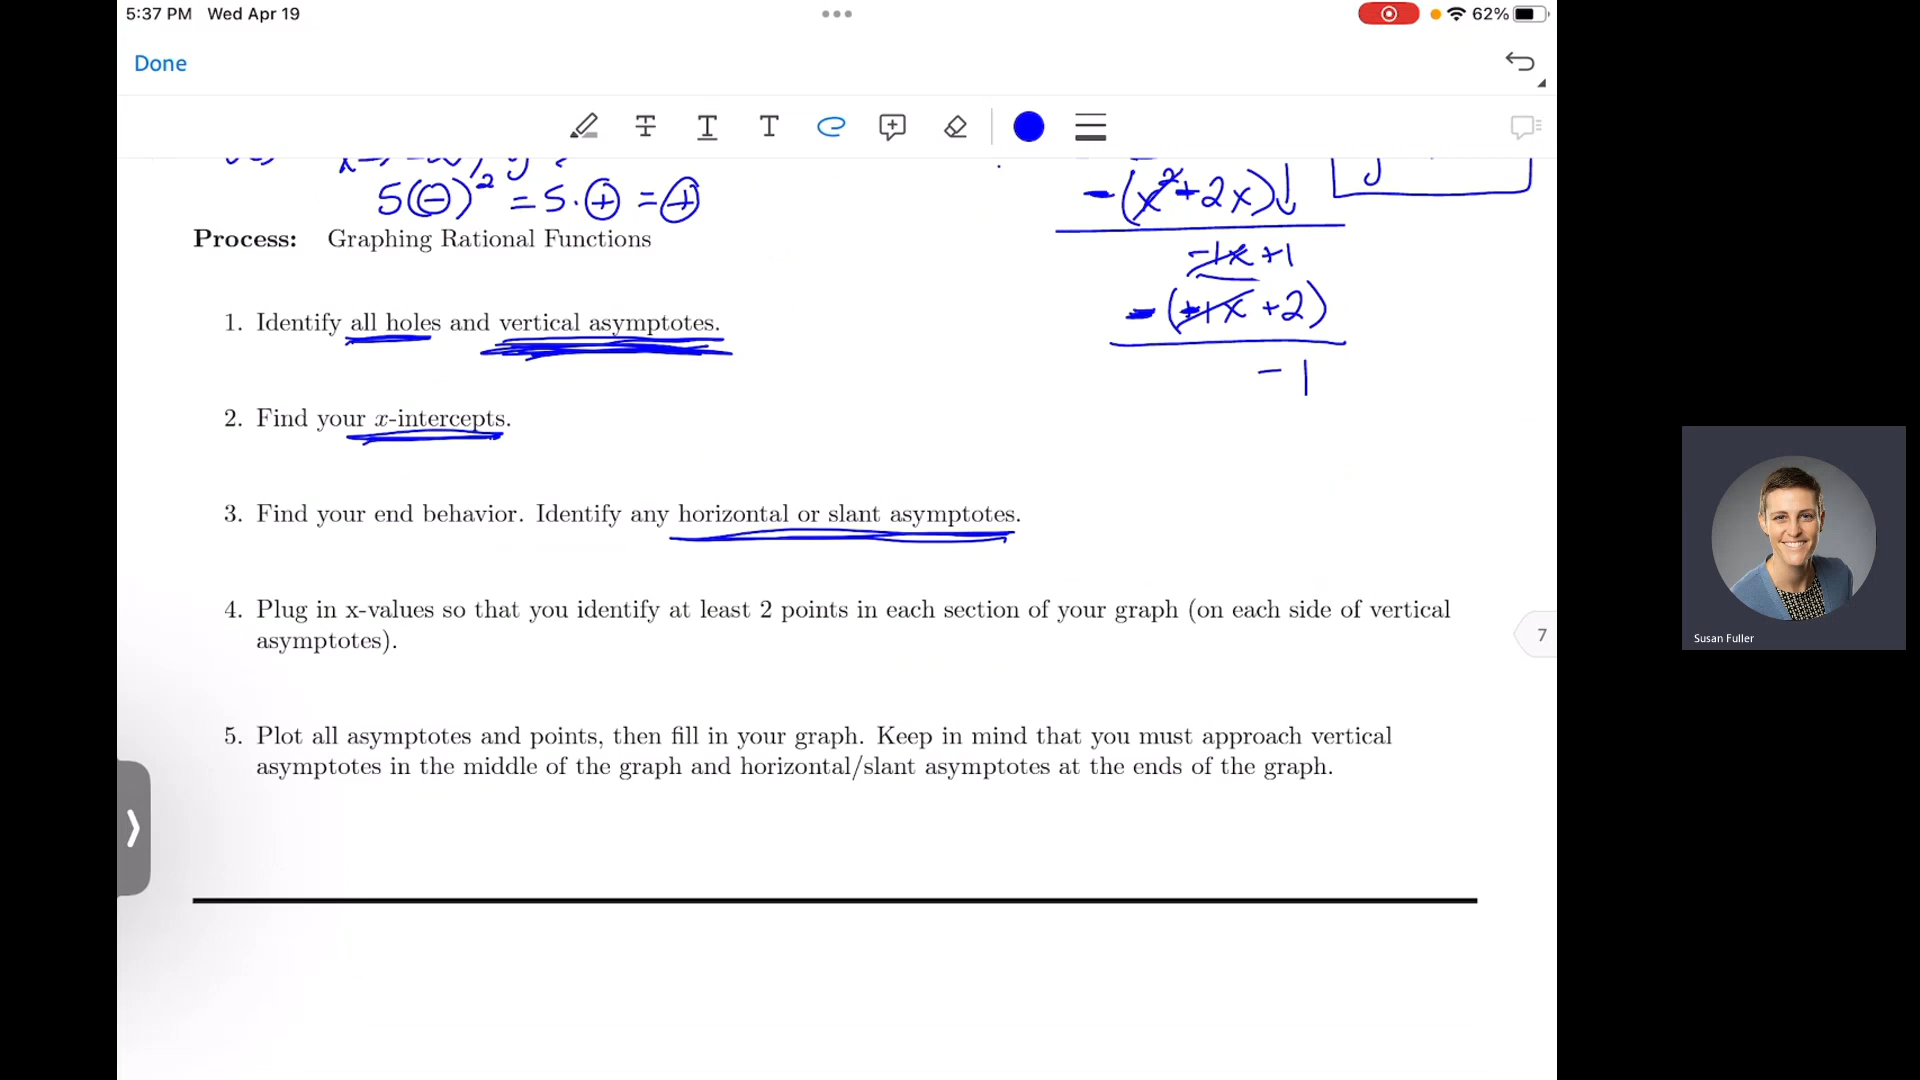 5:37 PM Wed Apr 19
62%
Done
5(-)² = 5·(+) = (+)
-(x²+2x)↓
Process: Graphing Rational Functions
-1x +1
1. Identify all holes and vertical asymptotes.
-(-1x +2)
-1
2. Find your x-intercepts.
3. Find your end behavior. Identify any horizontal or slant asymptotes.
4. Plug in x-values so that you identify at least 2 points in each section of your graph (on each side of vertical
asymptotes).
7
Susan Fuller
5. Plot all asymptotes and points, then fill in your graph. Keep in mind that you must approach vertical
asymptotes in the middle of the graph and horizontal/slant asymptotes at the ends of the graph.